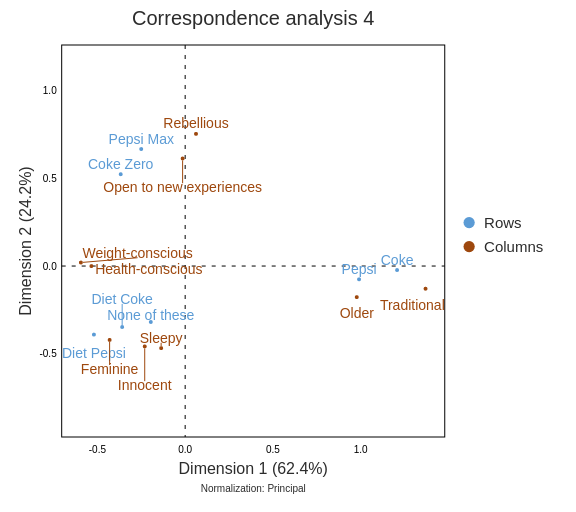 Correspondence analysis 4
Dimension 2 (24.2%)
1.0
0.5
0.0
-0.5
Rebellious
Pepsi Max
Coke Zero
Open to new experiences
Weight-conscious
Health-conscious
Coke
Pepsi
Diet Coke
Traditional
None of these
Older
Sleepy
Diet Pepsi
Feminine
Innocent
Rows
Columns
-0.5 0.0 0.5 1.0
Dimension 1 (62.4%)
Normalization: Principal